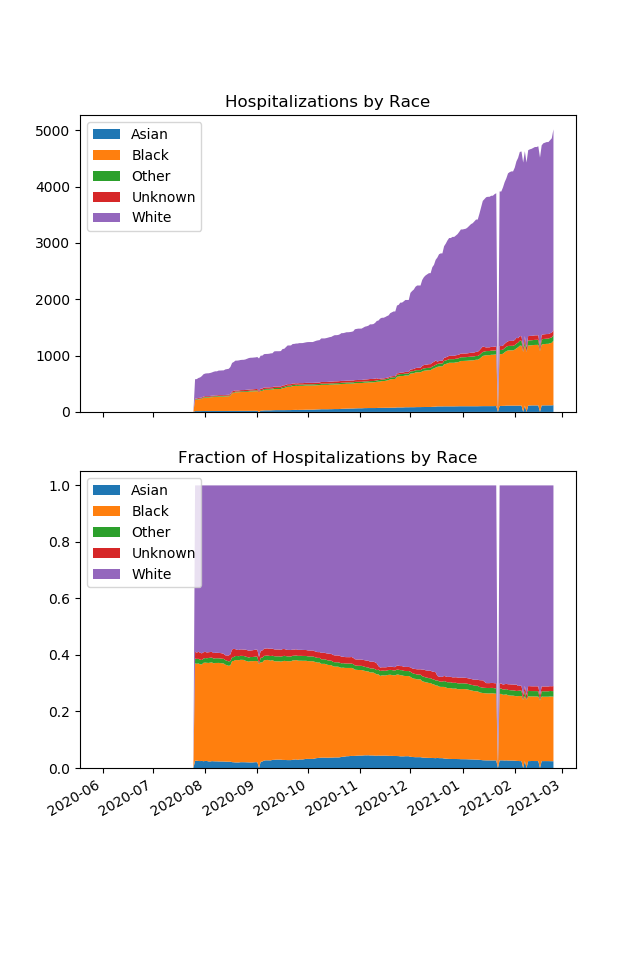 Hospitalizations by Race
5000
4000
3000
2000
1000
0
Asian
Black
Other
Unknown
White
Fraction of Hospitalizations by Race
1.0
0.8
0.6
0.4
0.2
0.0
Asian
Black
Other
Unknown
White
2020-06
2020-07
2020-08
2020-09
2020-10
2020-11
2020-12
2021-01
2021-02
2021-03